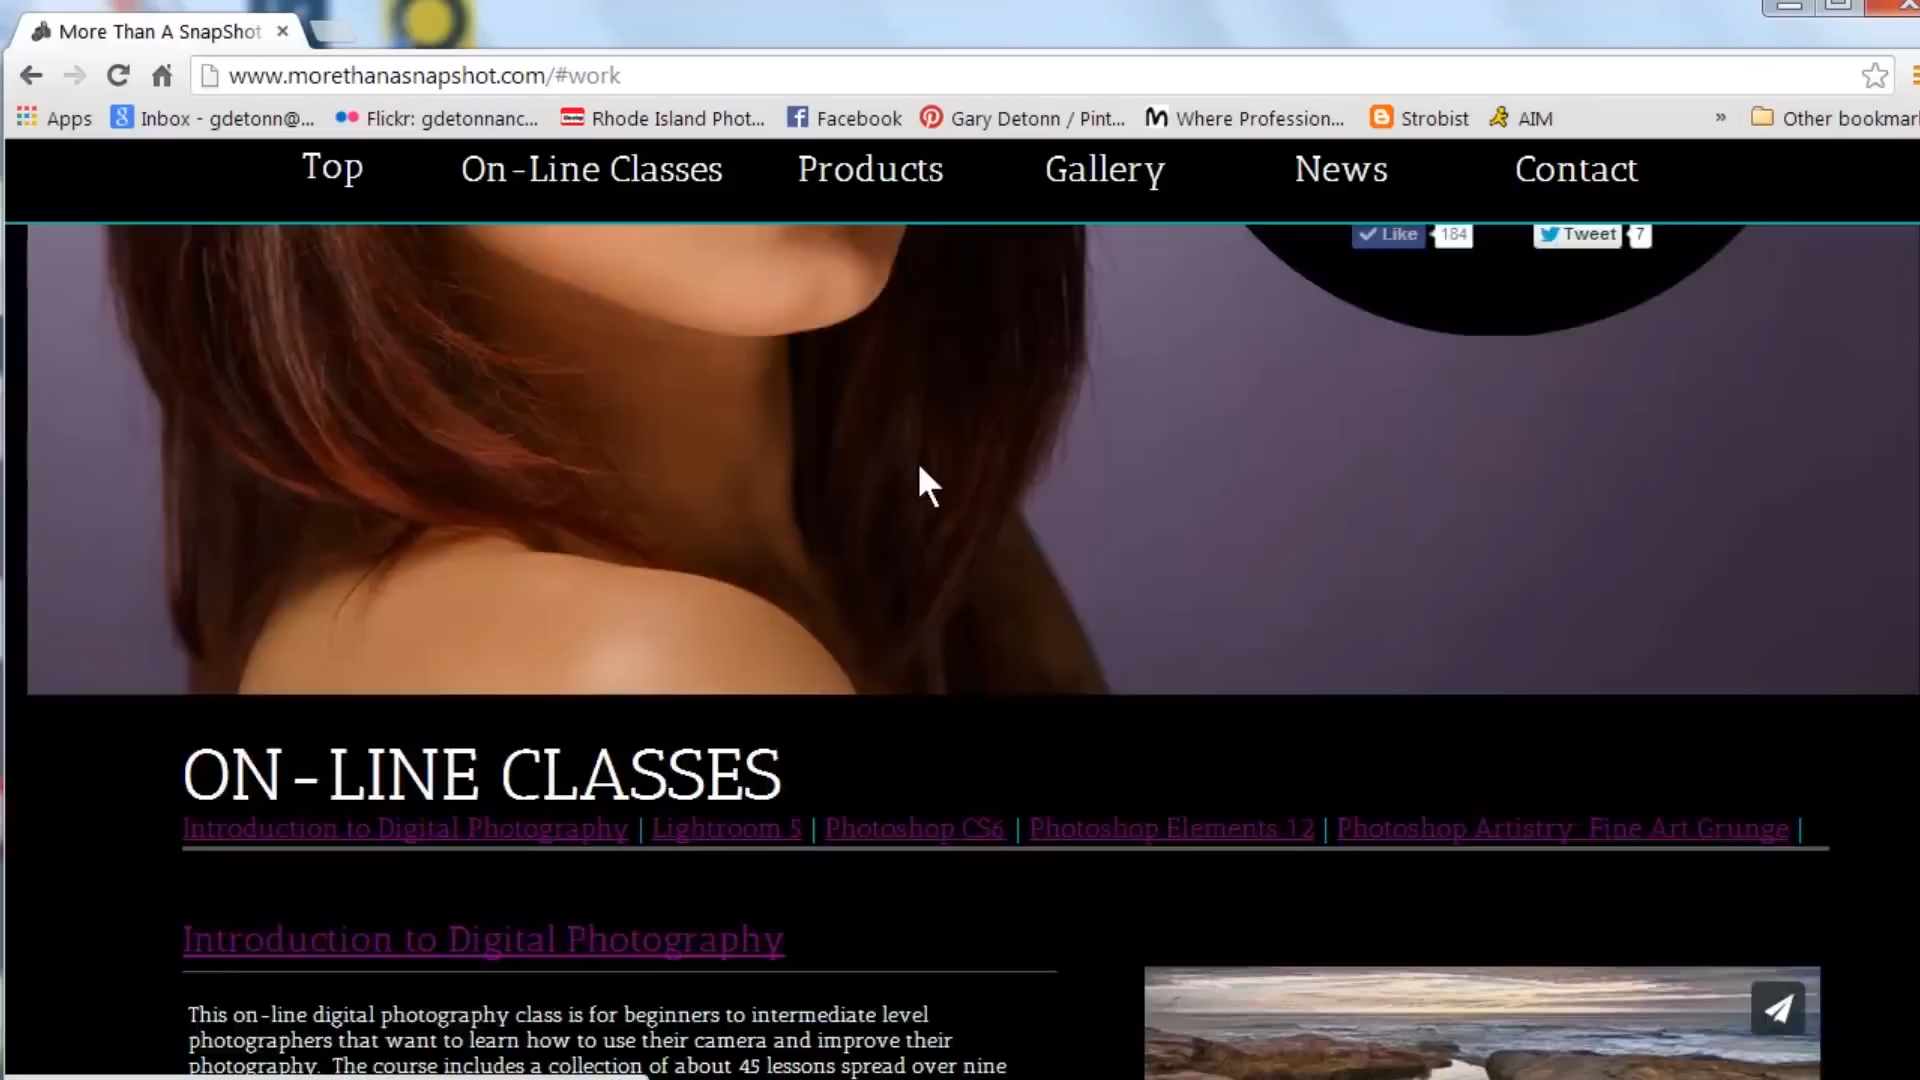 More Than A SnapShot
www.morethanasnapshot.com/#work
Apps Inbox - gdetonn@... Flickr: gdetonnanc... Rhode Island Phot... Facebook Gary Detonn / Pint... Where Profession... Strobist AIM » Other bookmar
Top On-Line Classes Products Gallery News Contact
Like 184 Tweet 7
ON-LINE CLASSES
Introduction to Digital Photography | Lightroom 5 | Photoshop CS6 | Photoshop Elements 12 | Photoshop Artistry Fine Art Grunge |
Introduction to Digital Photography
This on-line digital photography class is for beginners to intermediate level
photographers that want to learn how to use their camera and improve their
photography. The course includes a collection of about 45 lessons spread over nine